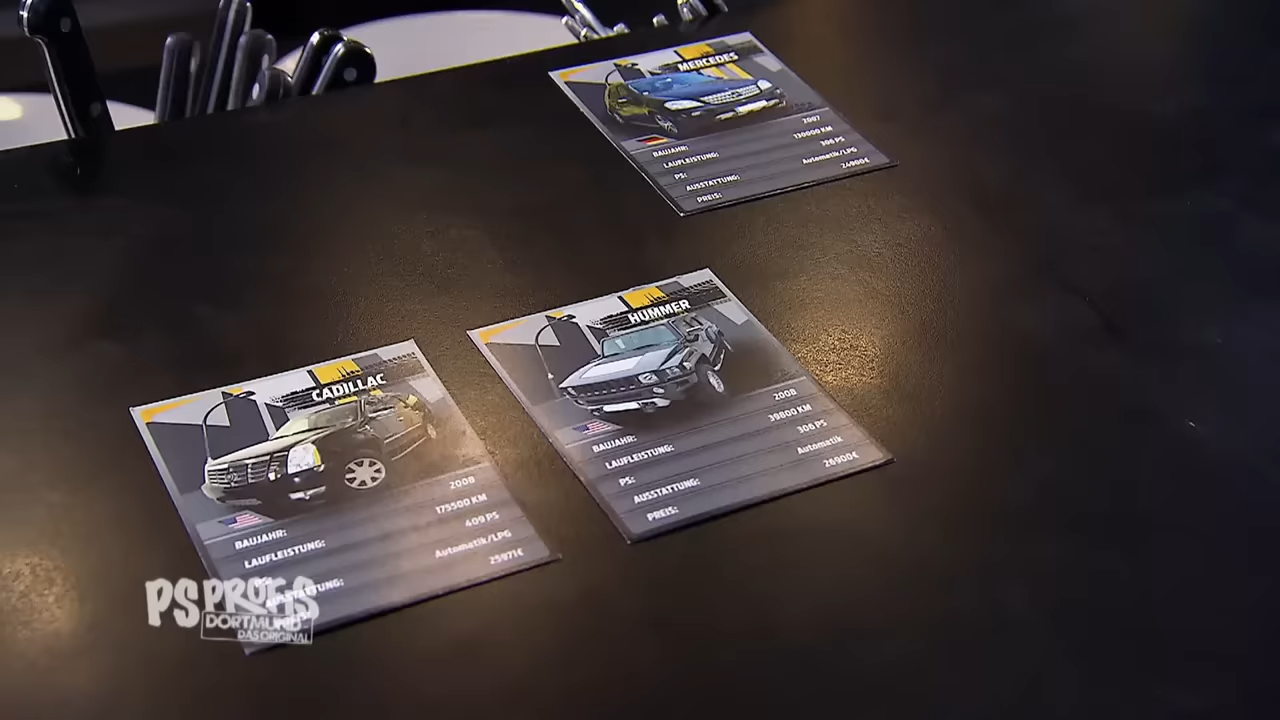 MERCEDES
BAUJAHR: 2007
LAUFLEISTUNG: 130000 KM
PS: 306 PS
AUSSTATTUNG: Automatik/LPG
PREIS: 24900€
HUMMER
BAUJAHR: 2008
LAUFLEISTUNG: 39800 KM
PS: 306 PS
AUSSTATTUNG: Automatik
PREIS: 26900€
CADILLAC
BAUJAHR: 2008
LAUFLEISTUNG: 175500 KM
PS: 409 PS
AUSSTATTUNG: Automatik/LPG
25971€
PS PROFIS
DORTMUND
DAS ORIGINAL